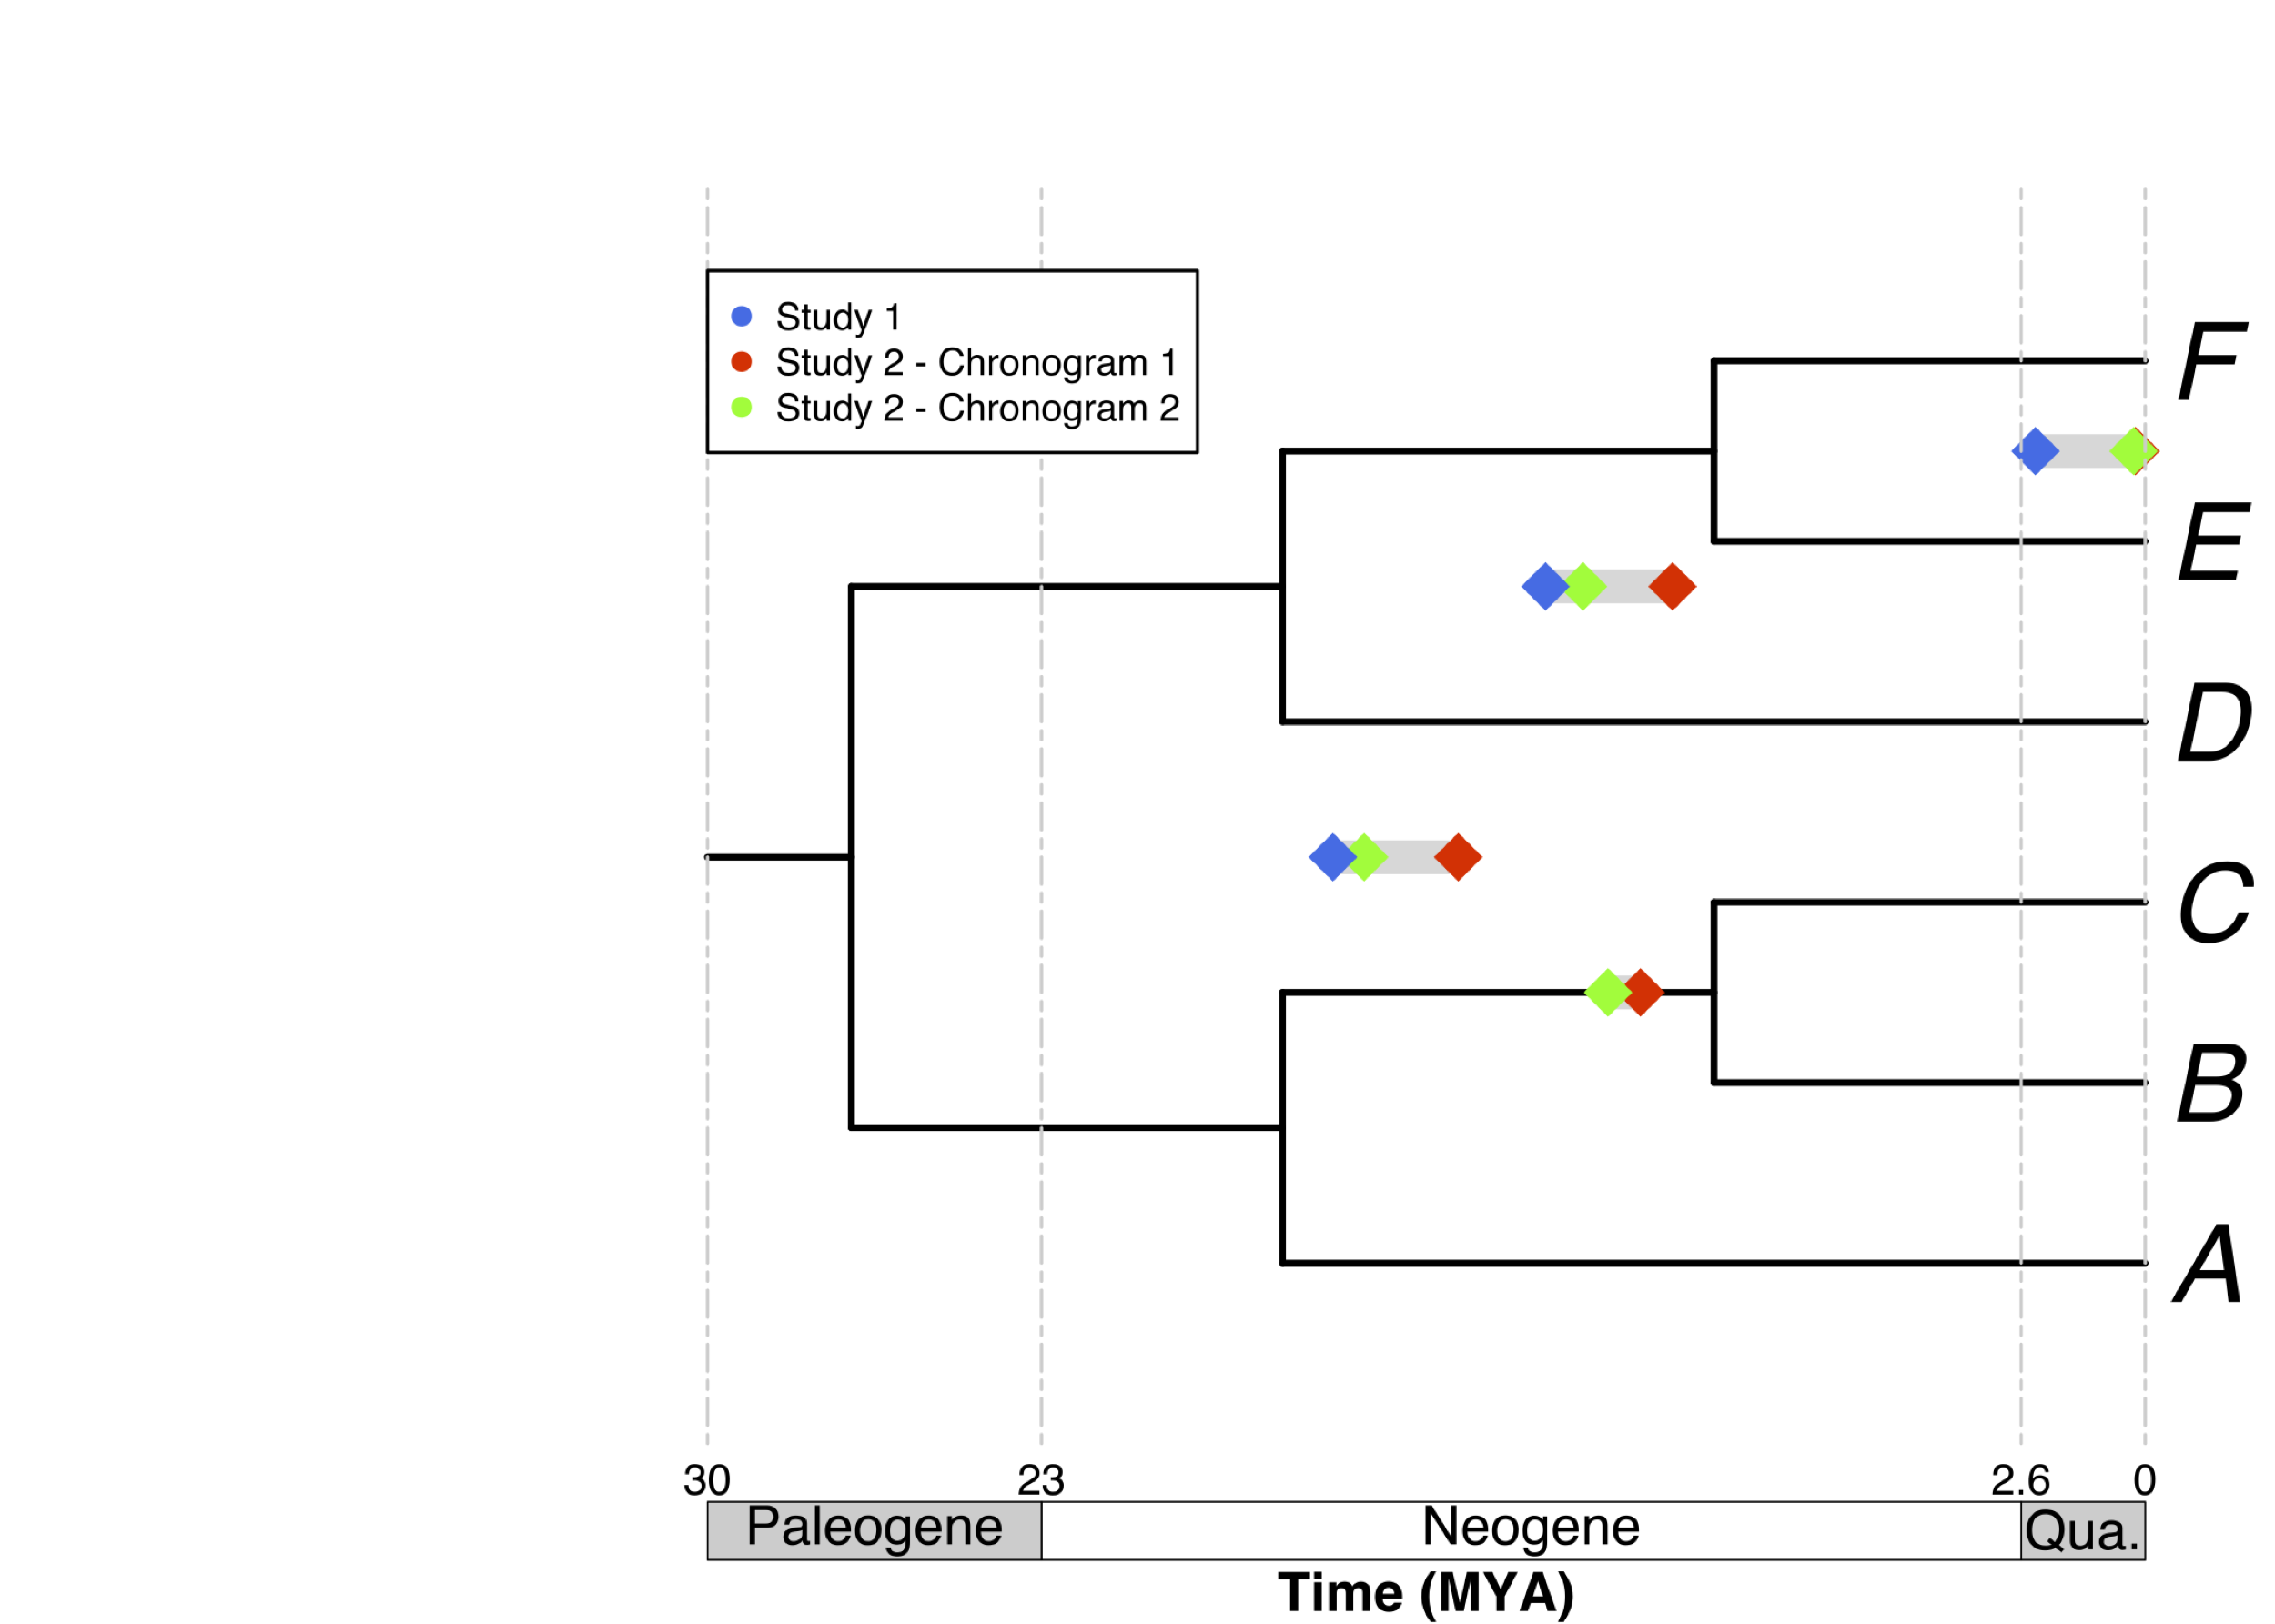 Study 1
Study 2 - Chronogram 1
Study 2 - Chronogram 2
F
E
D
C
B
A
30 23 2.6 0
Paleogene Neogene Qua.
Time (MYA)